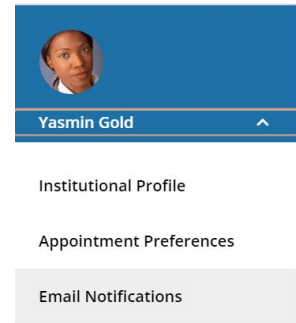 Yasmin Gold
Institutional Profile
Appointment Preferences
Email Notifications